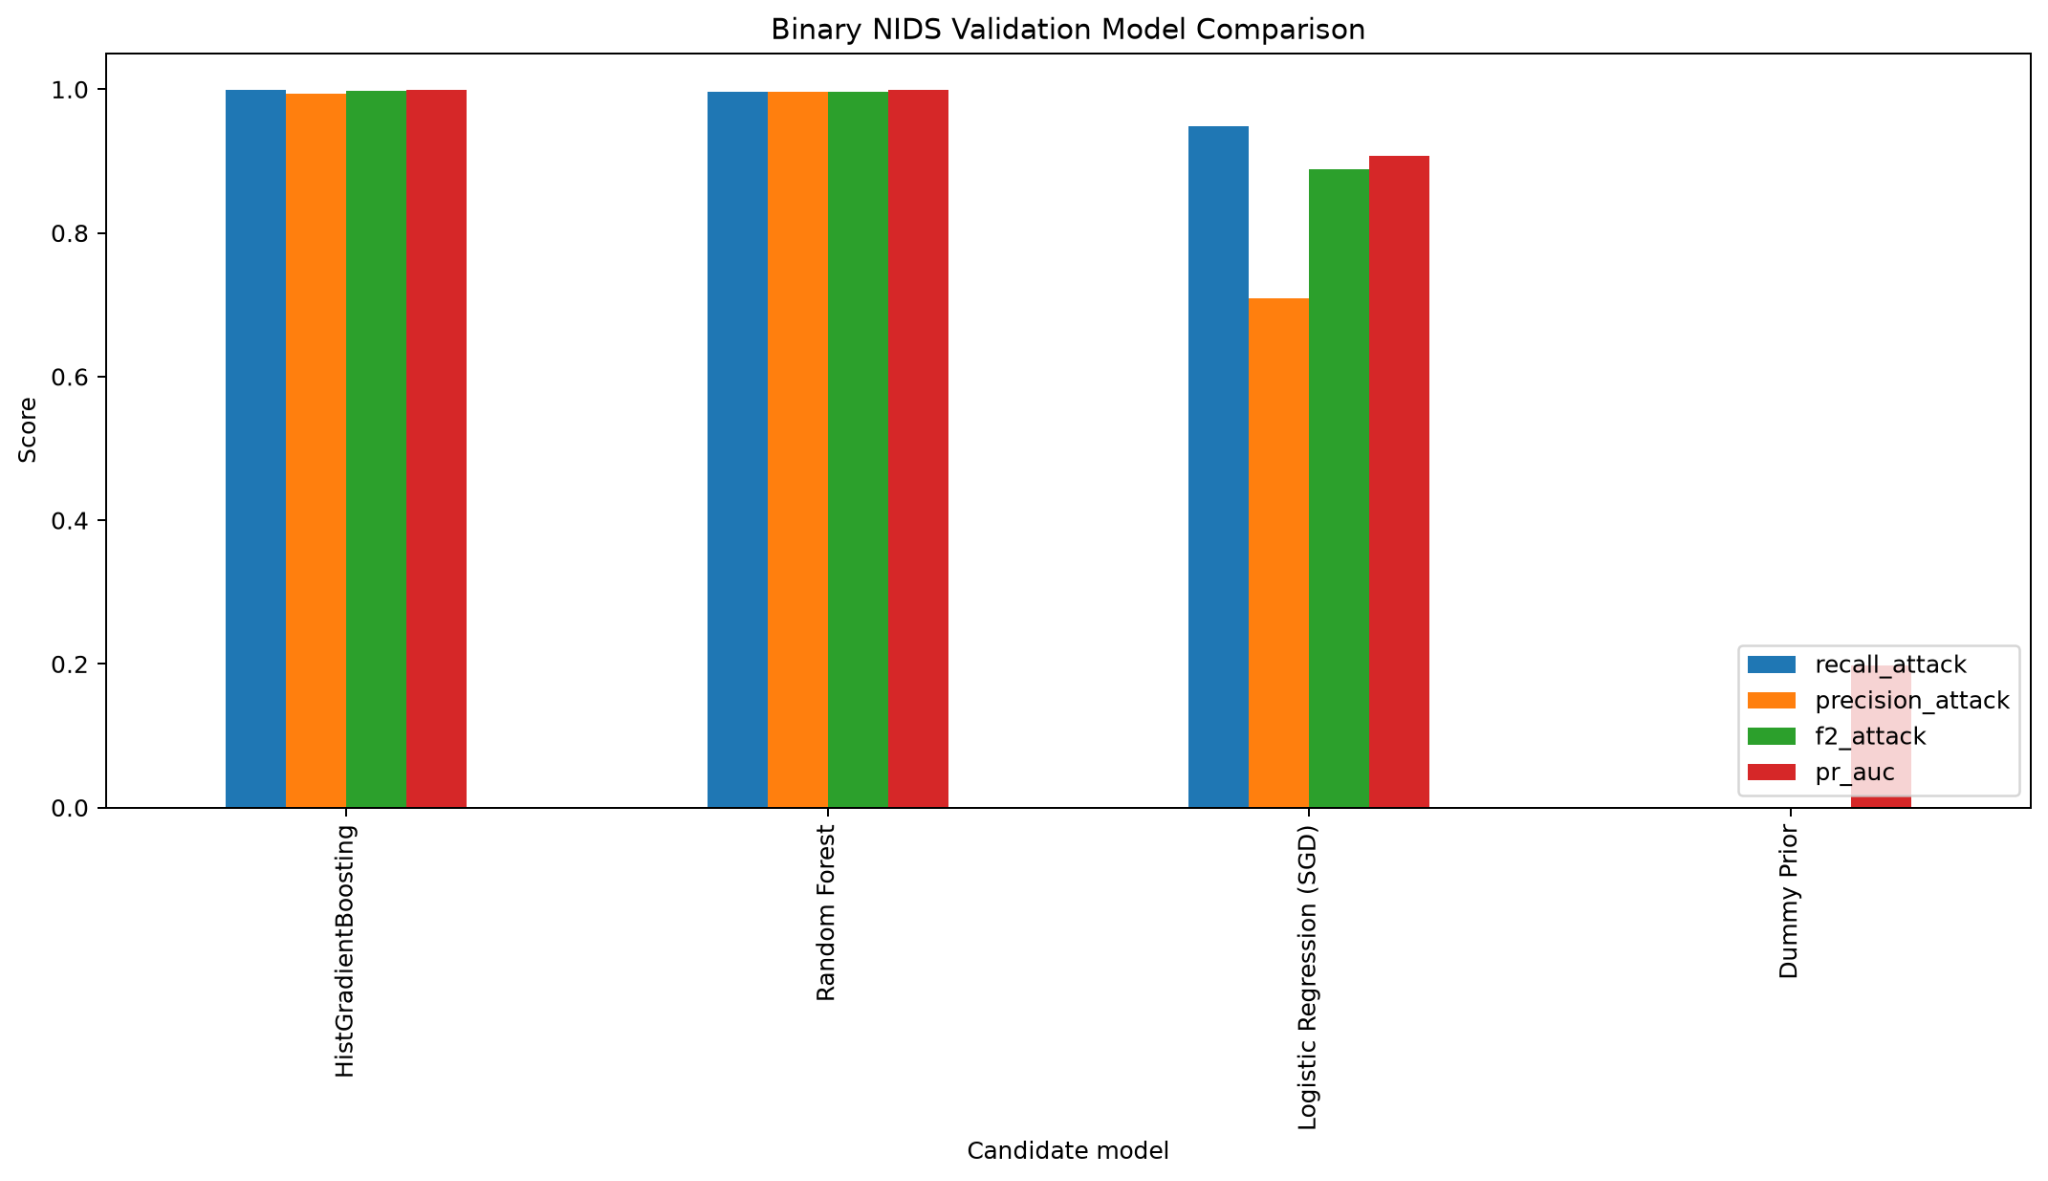 Binary NIDS Validation Model Comparison
1.0
0.8
0.6
0.4
0.2
0.0
Score
recall_attack
precision_attack
f2_attack
pr_auc
HistGradientBoosting
Random Forest
Logistic Regression (SGD)
Dummy Prior
Candidate model